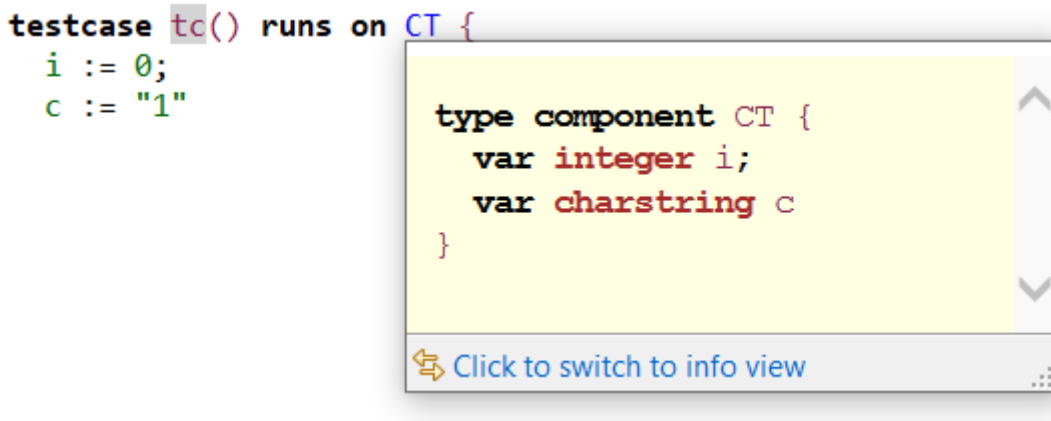 testcase tc() runs on CT {
i := 0;
c := "1"
type component CT {
var integer i;
var charstring c
}
Click to switch to info view